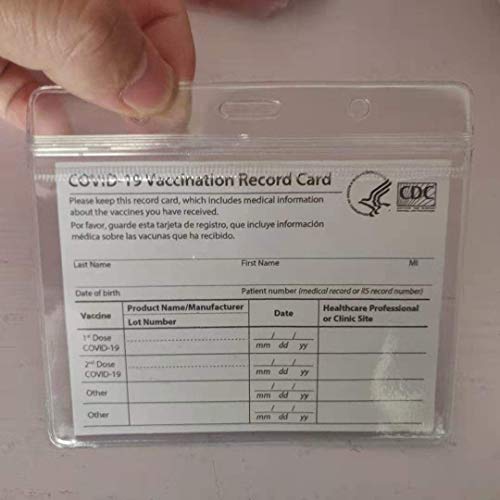 COVID-19 Vaccination Record Card
Please keep this record card, which includes medical information
about the vaccines you have received.
Por favor, guarde esta tarjeta de registro, que incluye información
médica sobre las vacunas que ha recibido.
CDC
Last Name First Name MI
Date of birth Patient number (medical record or IIS record number)
Vaccine Product Name/Manufacturer Date Healthcare Professional
Lot Number or Clinic Site
1st Dose / /
COVID-19 mm dd yy
2nd Dose / /
COVID-19 mm dd yy
Other / /
mm dd yy
Other / /
mm dd yy